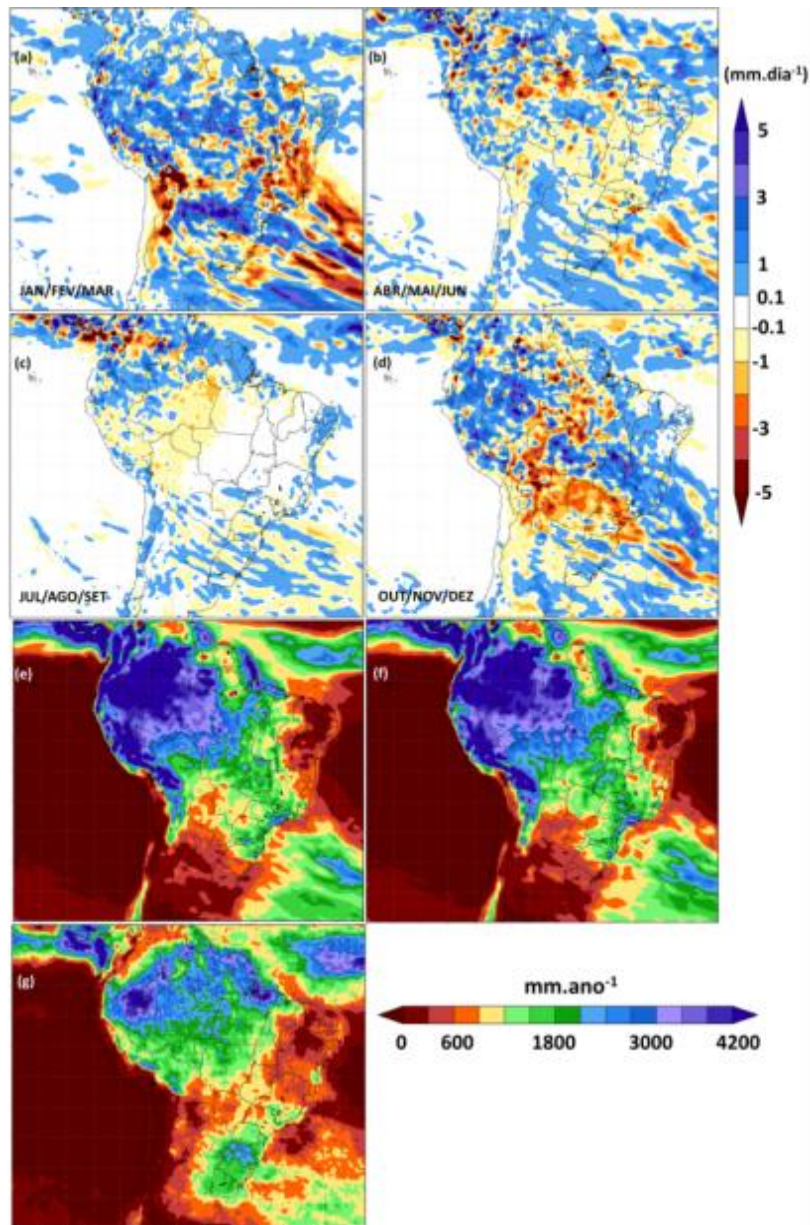 (a)
JAN/FEV/MAR
(b)
ABR/MAI/JUN
(mm.dia⁻¹)
5
3
1
0.1
-0.1
-1
-3
-5
(c)
JUL/AGO/SET
(d)
OUT/NOV/DEZ
(e)
(f)
(g)
mm.ano⁻¹
0 600 1800 3000 4200